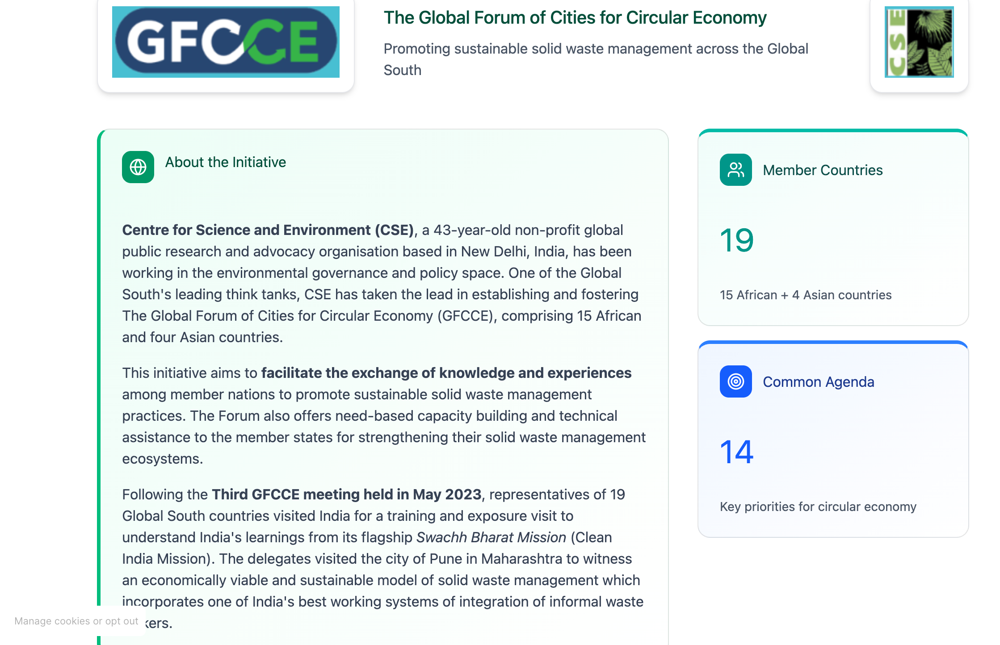 GFCCE
The Global Forum of Cities for Circular Economy
Promoting sustainable solid waste management across the Global
South
CSE
About the Initiative
Centre for Science and Environment (CSE), a 43-year-old non-profit global
public research and advocacy organisation based in New Delhi, India, has been
working in the environmental governance and policy space. One of the Global
South's leading think tanks, CSE has taken the lead in establishing and fostering
The Global Forum of Cities for Circular Economy (GFCCE), comprising 15 African
and four Asian countries.
This initiative aims to facilitate the exchange of knowledge and experiences
among member nations to promote sustainable solid waste management
practices. The Forum also offers need-based capacity building and technical
assistance to the member states for strengthening their solid waste management
ecosystems.
Following the Third GFCCE meeting held in May 2023, representatives of 19
Global South countries visited India for a training and exposure visit to
understand India's learnings from its flagship Swachh Bharat Mission (Clean
India Mission). The delegates visited the city of Pune in Maharashtra to witness
an economically viable and sustainable model of solid waste management which
incorporates one of India's best working systems of integration of informal waste
kers.
Member Countries
19
15 African + 4 Asian countries
Common Agenda
14
Key priorities for circular economy
Manage cookies or opt out